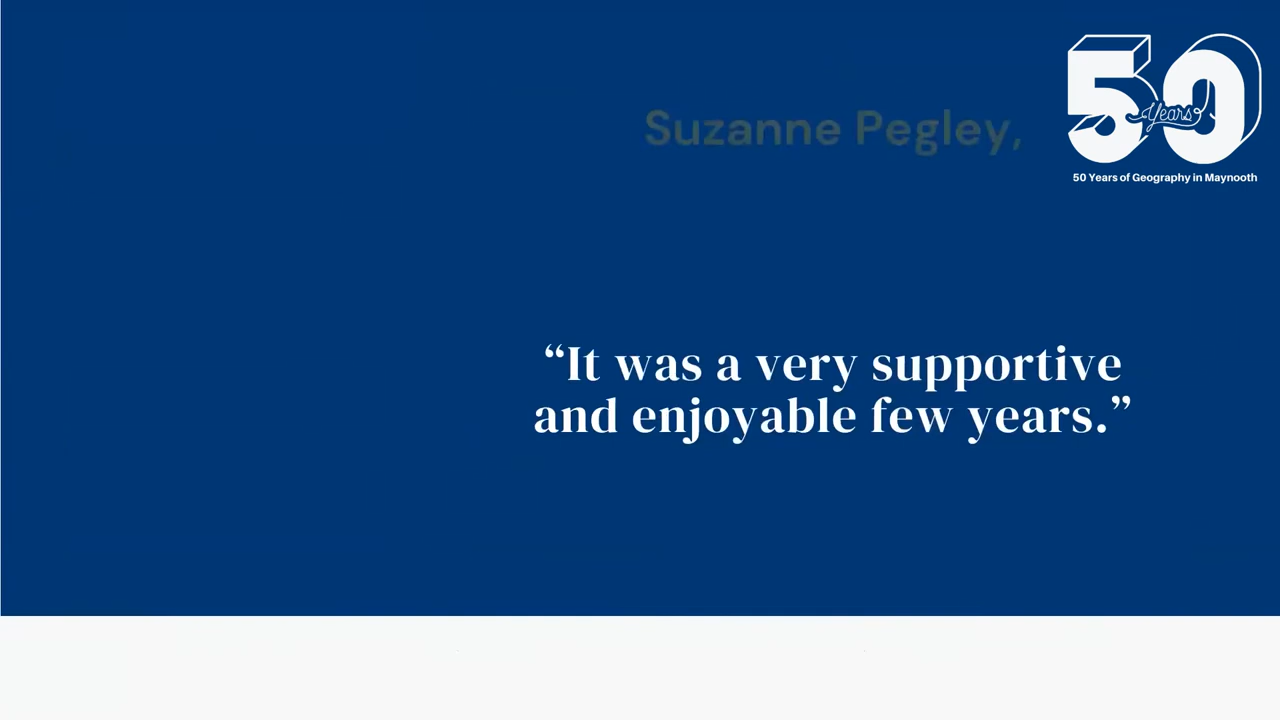 50
Years
50 Years of Geography in Maynooth
Suzanne Pegley,
“It was a very supportive
and enjoyable few years.”